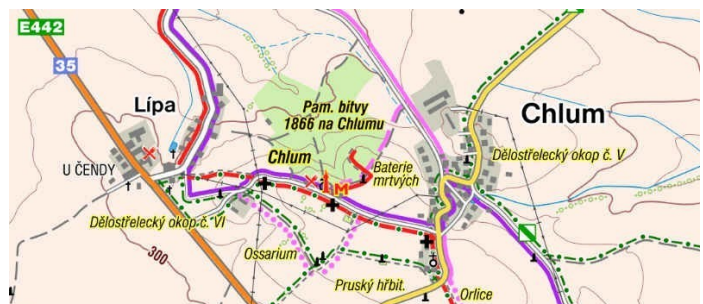 E442
35
Lípa
Pam. bitvy
1866 na Chlumu
Chlum
Chlum
Dělostřelecký okop č. V
Baterie
mrtvých
U ČENDY
M
Dělostřelecký okop č. VI
300
Ossarium
Pruský hřbit.
Orlice